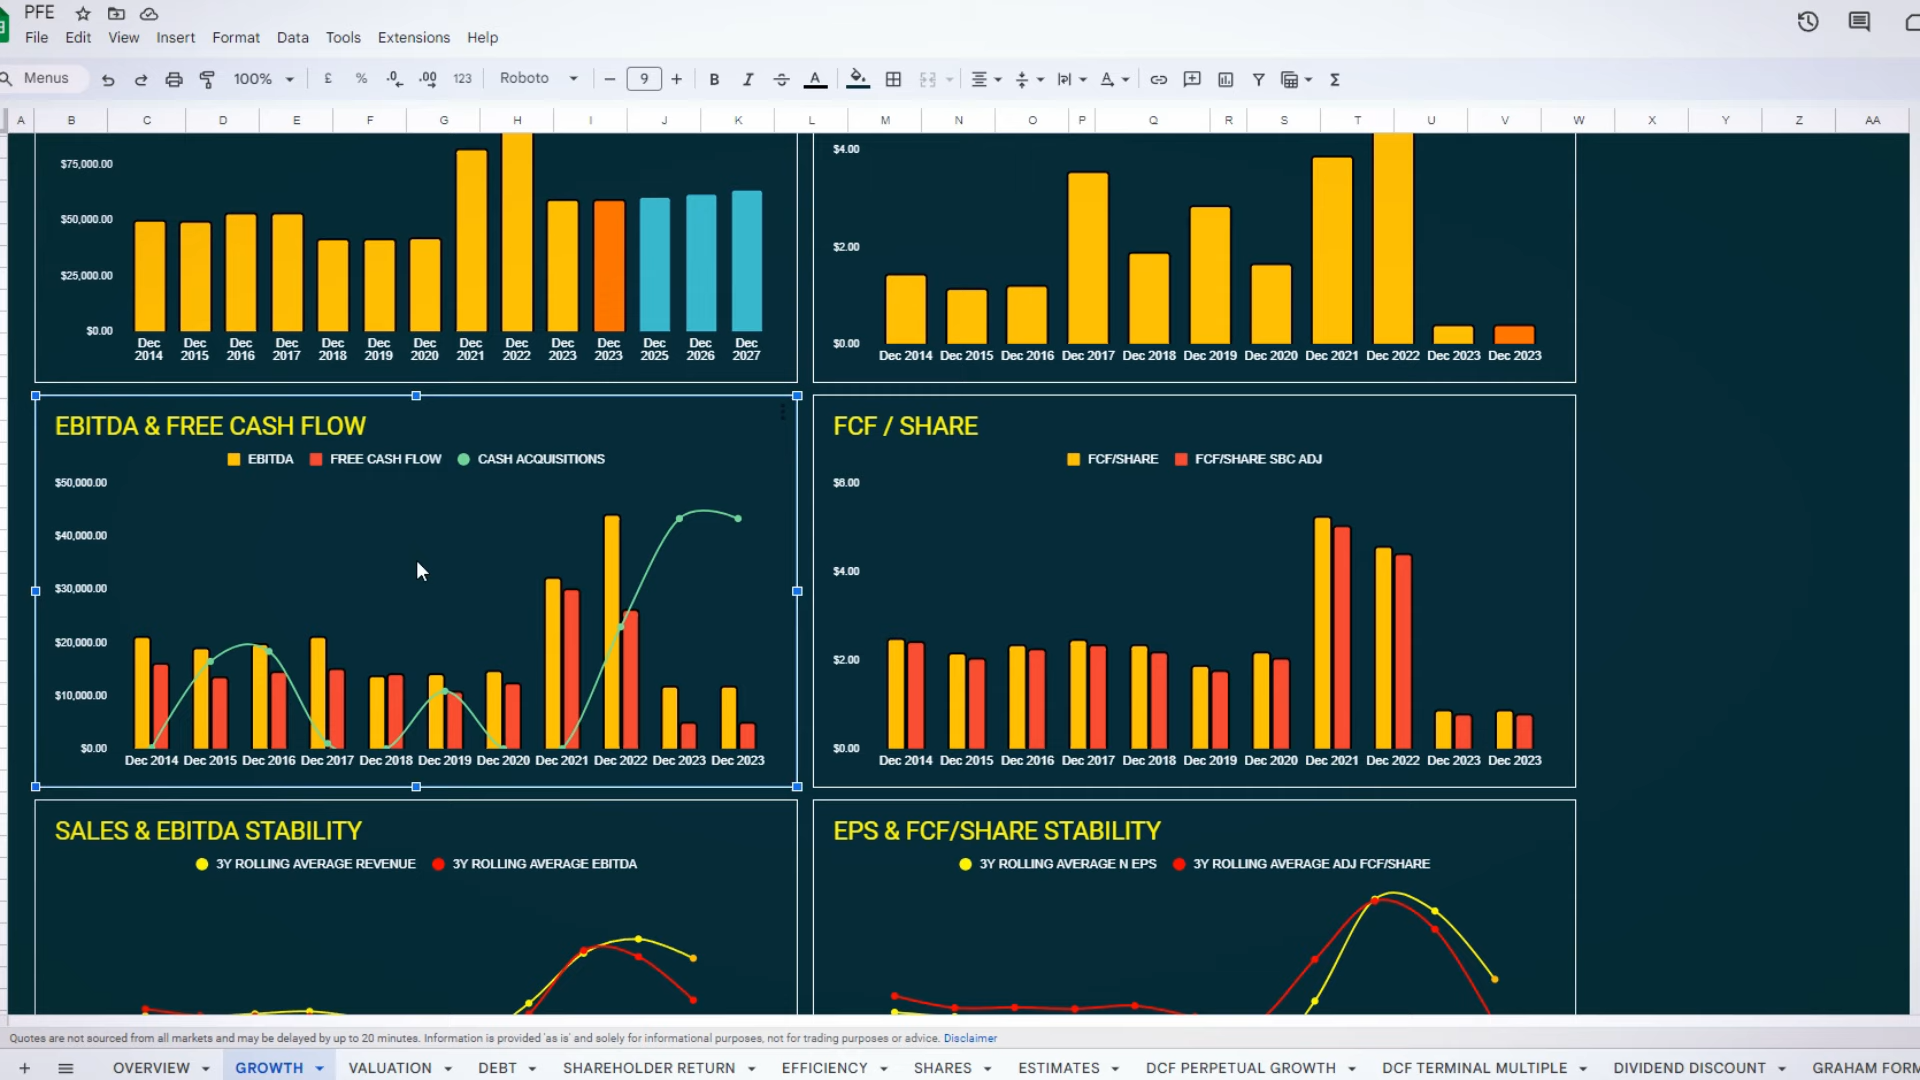 PFE
File Edit View Insert Format Data Tools Extensions Help
Menus 100% £ % .0 .00 123 Roboto 9 B I A
A B C D E F G H I J K L M N O P Q R S T U V W X Y Z AA
$75,000.00
$50,000.00
$25,000.00
$0.00
Dec 2014 Dec 2015 Dec 2016 Dec 2017 Dec 2018 Dec 2019 Dec 2020 Dec 2021 Dec 2022 Dec 2023 Dec 2023 Dec 2025 Dec 2026 Dec 2027
$4.00
$2.00
$0.00
Dec 2014 Dec 2015 Dec 2016 Dec 2017 Dec 2018 Dec 2019 Dec 2020 Dec 2021 Dec 2022 Dec 2023 Dec 2023
EBITDA & FREE CASH FLOW
EBITDA FREE CASH FLOW CASH ACQUISITIONS
$50,000.00
$40,000.00
$30,000.00
$20,000.00
$10,000.00
$0.00
Dec 2014 Dec 2015 Dec 2016 Dec 2017 Dec 2018 Dec 2019 Dec 2020 Dec 2021 Dec 2022 Dec 2023 Dec 2023
FCF / SHARE
FCF/SHARE FCF/SHARE SBC ADJ
$6.00
$4.00
$2.00
$0.00
Dec 2014 Dec 2015 Dec 2016 Dec 2017 Dec 2018 Dec 2019 Dec 2020 Dec 2021 Dec 2022 Dec 2023 Dec 2023
SALES & EBITDA STABILITY
3Y ROLLING AVERAGE REVENUE 3Y ROLLING AVERAGE EBITDA
EPS & FCF/SHARE STABILITY
3Y ROLLING AVERAGE N EPS 3Y ROLLING AVERAGE ADJ FCF/SHARE
Quotes are not sourced from all markets and may be delayed by up to 20 minutes. Information is provided 'as is' and solely for informational purposes, not for trading purposes or advice. Disclaimer
OVERVIEW GROWTH VALUATION DEBT SHAREHOLDER RETURN EFFICIENCY SHARES ESTIMATES DCF PERPETUAL GROWTH DCF TERMINAL MULTIPLE DIVIDEND DISCOUNT GRAHAM FORM